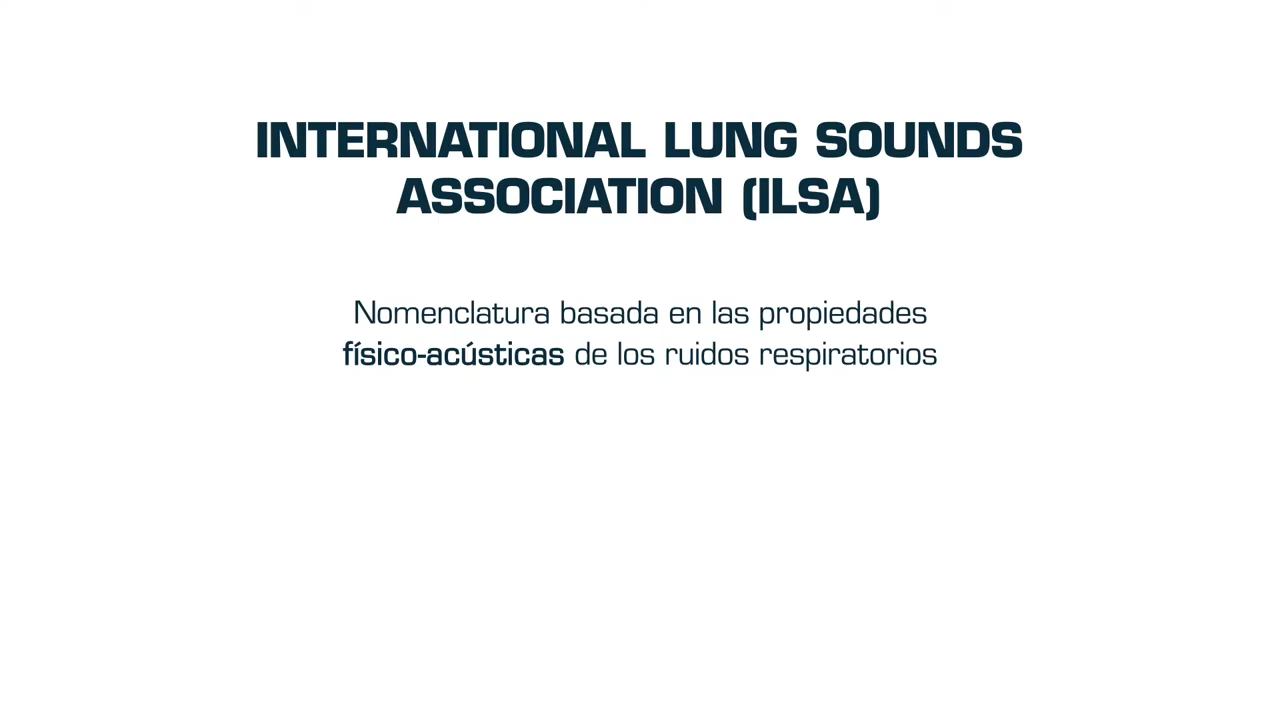 INTERNATIONAL LUNG SOUNDS
ASSOCIATION (ILSA)
Nomenclatura basada en las propiedades
físico-acústicas de los ruidos respiratorios